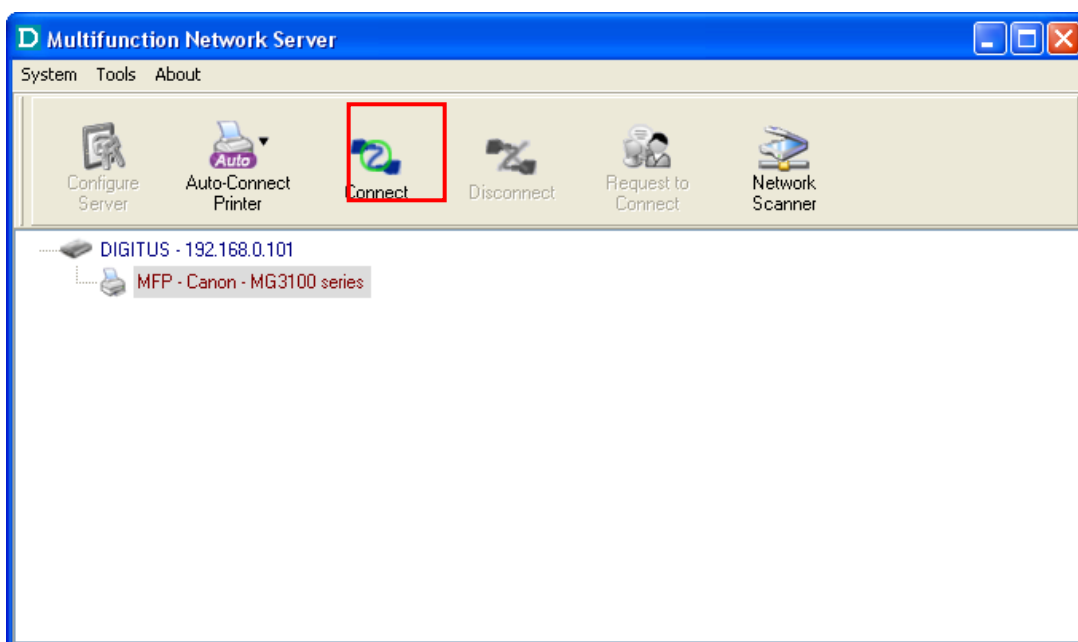 D Multifunction Network Server
System Tools About
Auto
Configure Server
Auto-Connect Printer
Connect
Disconnect
Request to Connect
Network Scanner
DIGITUS - 192.168.0.101
MFP - Canon - MG3100 series